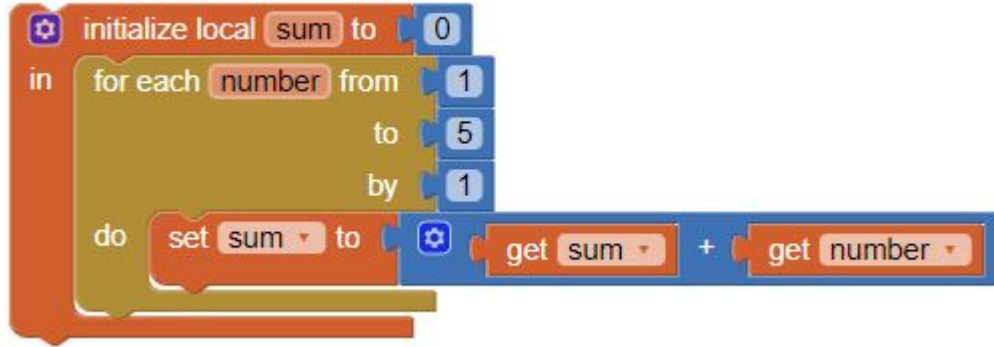 initialize local sum to 0
in for each number from 1
to 5
by 1
do set sum to get sum + get number